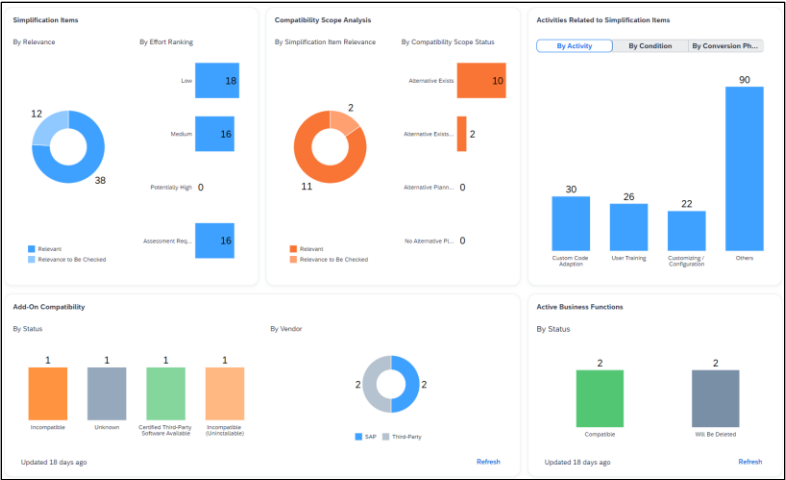 Simplification Items
By Relevance
By Effort Ranking
12
38
Relevant
Relevance to Be Checked
Low
18
Medium
16
Potentially High
0
Assessment Req...
16
Compatibility Scope Analysis
By Simplification Item Relevance
By Compatibility Scope Status
2
11
Relevant
Relevance to Be Checked
Alternative Exists
10
Alternative Exists...
2
Alternative Plann...
0
No Alternative Pl...
0
Activities Related to Simplification Items
By Activity
By Condition
By Conversion Ph...
30
26
22
90
Custom Code
Adaption
User Training
Customizing /
Configuration
Others
Add-On Compatibility
By Status
1
1
1
1
Incompatible
Unknown
Certified Third-Party
Software Available
Incompatible
(Uninstallable)
By Vendor
2
2
SAP
Third-Party
Updated 18 days ago
Refresh
Active Business Functions
By Status
2
2
Compatible
Will Be Deleted
Updated 18 days ago
Refresh